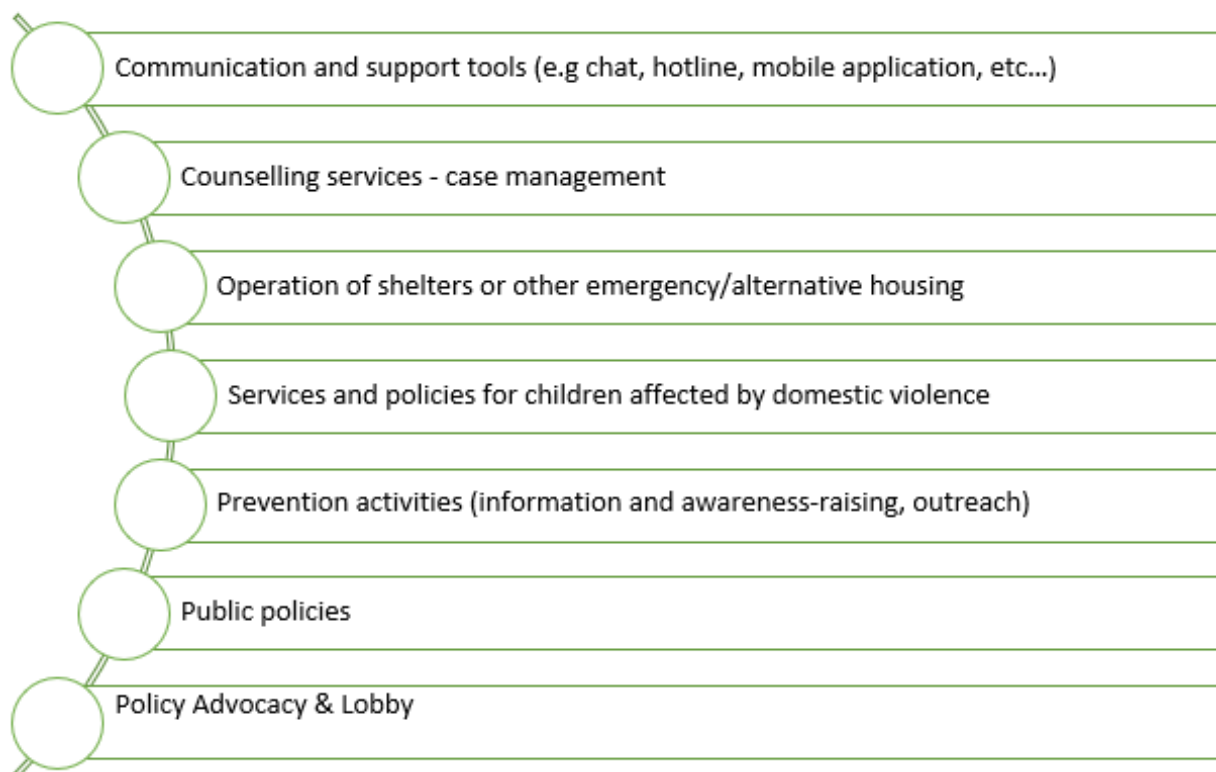 Communication and support tools (e.g chat, hotline, mobile application, etc…)
Counselling services - case management
Operation of shelters or other emergency/alternative housing
Services and policies for children affected by domestic violence
Prevention activities (information and awareness-raising, outreach)
Public policies
Policy Advocacy & Lobby